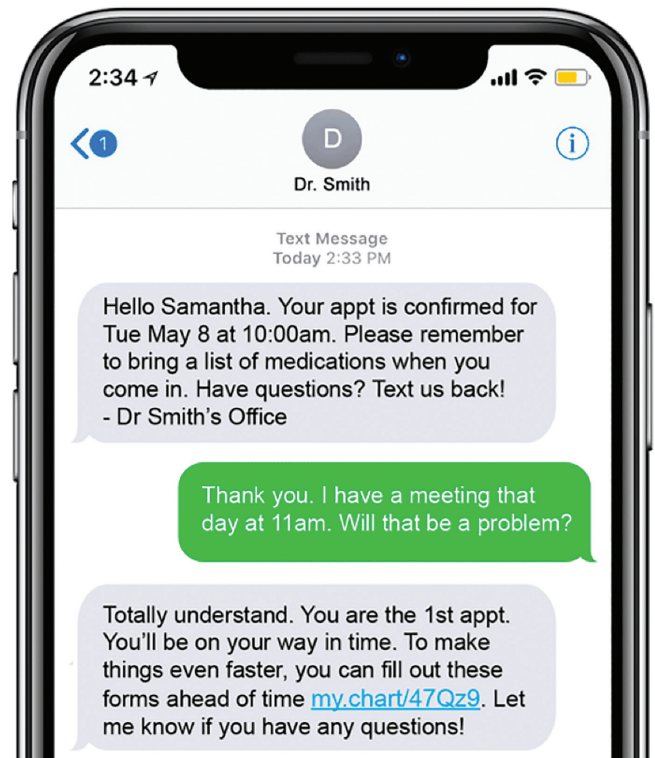 2:34
1
D
Dr. Smith
Text Message
Today 2:33 PM
Hello Samantha. Your appt is confirmed for
Tue May 8 at 10:00am. Please remember
to bring a list of medications when you
come in. Have questions? Text us back!
- Dr Smith's Office
Thank you. I have a meeting that
day at 11am. Will that be a problem?
Totally understand. You are the 1st appt.
You'll be on your way in time. To make
things even faster, you can fill out these
forms ahead of time my.chart/47Qz9. Let
me know if you have any questions!